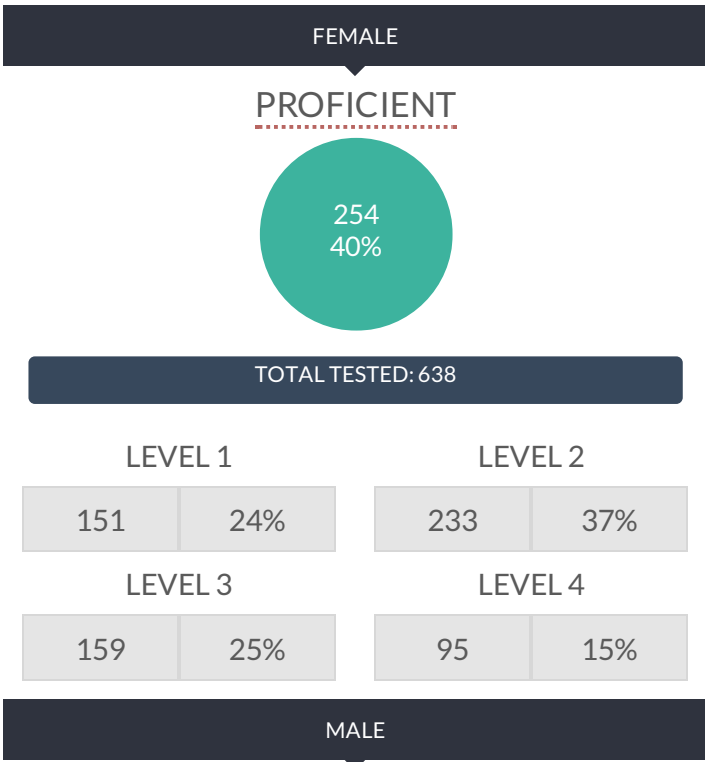 FEMALE
PROFICIENT
254
40%
TOTAL TESTED: 638
LEVEL 1
151 24%
LEVEL 2
233 37%
LEVEL 3
159 25%
LEVEL 4
95 15%
MALE